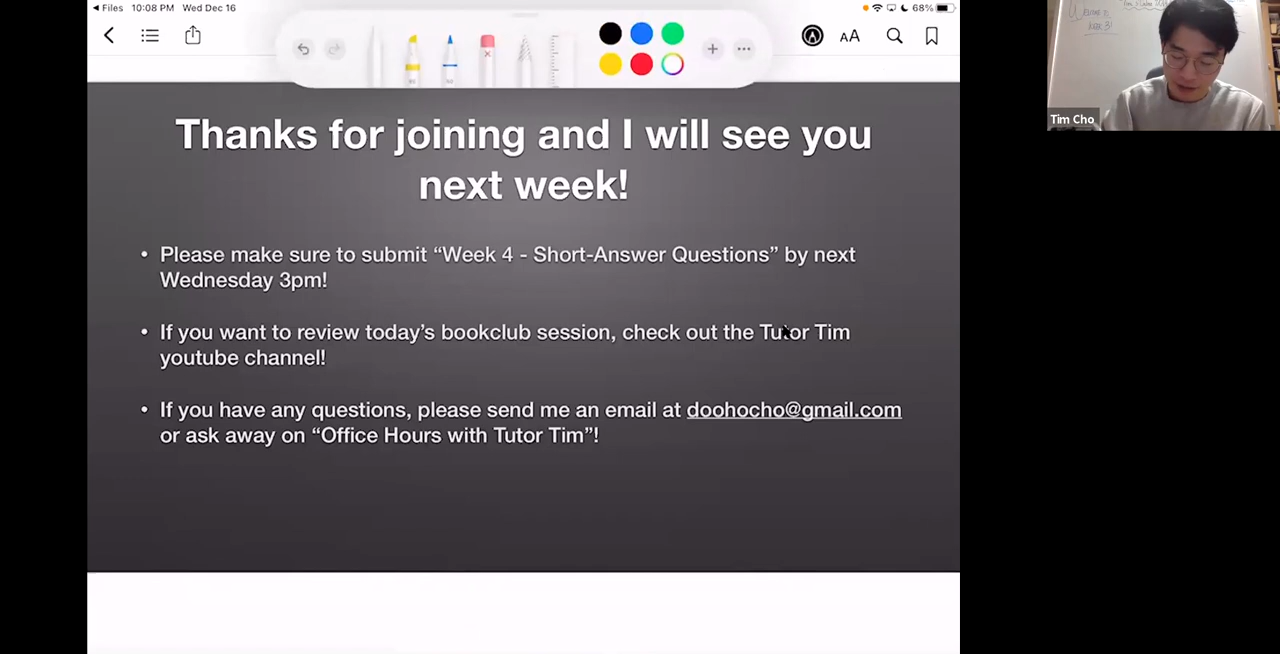 Files 10:08 PM Wed Dec 16 68%
AA
Thanks for joining and I will see you
next week!
• Please make sure to submit “Week 4 - Short-Answer Questions” by next
Wednesday 3pm!
• If you want to review today’s bookclub session, check out the Tutor Tim
youtube channel!
• If you have any questions, please send me an email at doohocho@gmail.com
or ask away on “Office Hours with Tutor Tim”!
Tim Cho